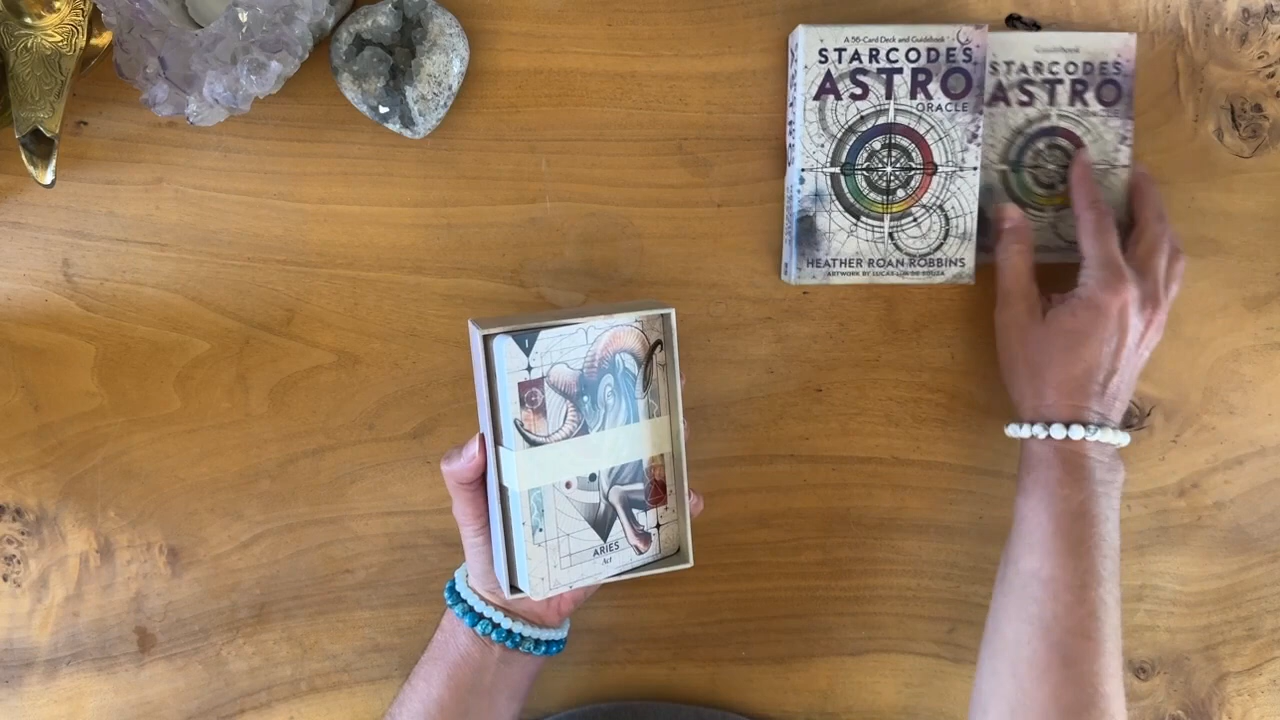 A 56-Card Deck and Guidebook
STARCODES
ASTRO
ORACLE
HEATHER ROAN ROBBINS
ARTWORK BY LUCAS LUA DE SOUZA
Guidebook
STARCODES
ASTRO
I
ARIES
Act